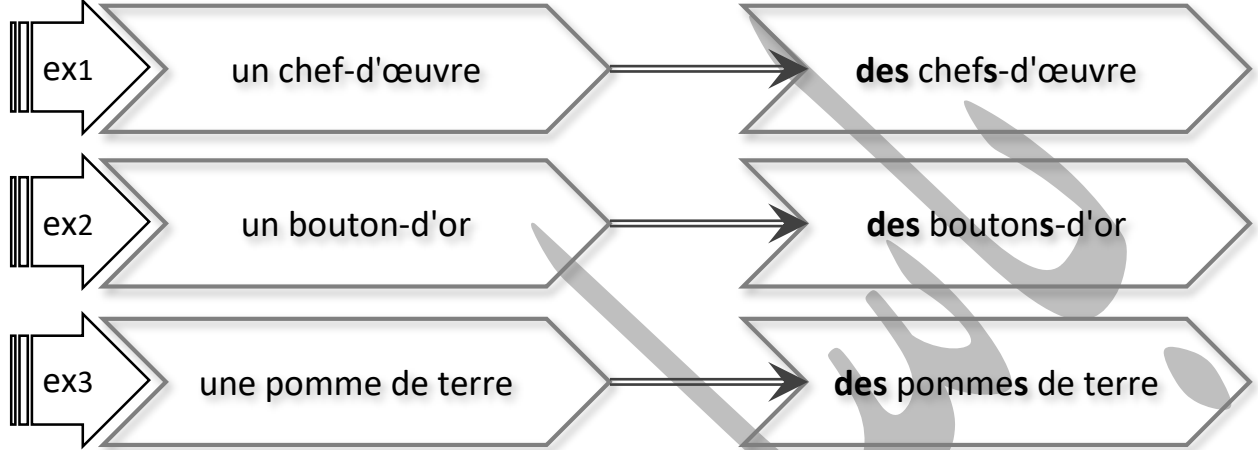 ex1 un chef-d'œuvre des chefs-d'œuvre
ex2 un bouton-d'or des boutons-d'or
ex3 une pomme de terre des pommes de terre